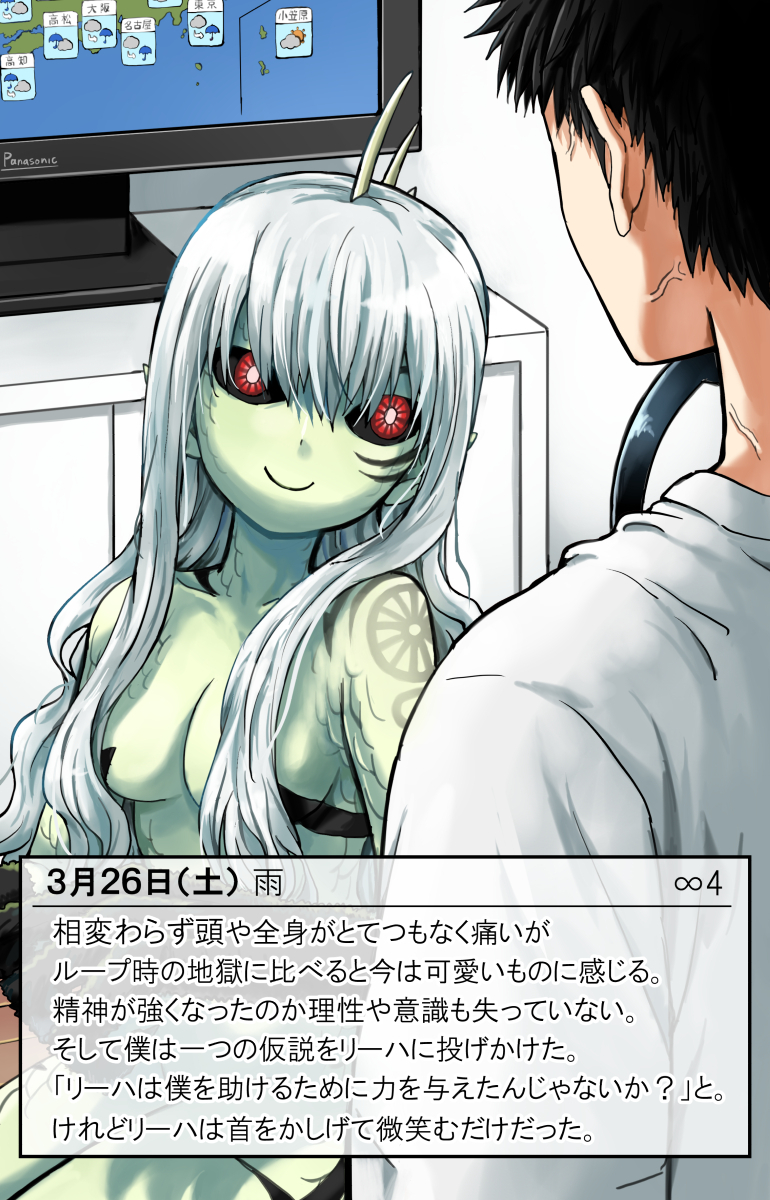 高松
大阪
名古屋
東京
小笠原
高知
Panasonic
3月26日(土) 雨
∞4
相変わらず頭や全身がとてつもなく痛いが
ループ時の地獄に比べると今は可愛いものに感じる。
精神が強くなったのか理性や意識も失っていない。
そして僕は一つの仮説をリーハに投げかけた。
「リーハは僕を助けるために力を与えたんじゃないか？」と。
けれどリーハは首をかしげて微笑むだけだった。